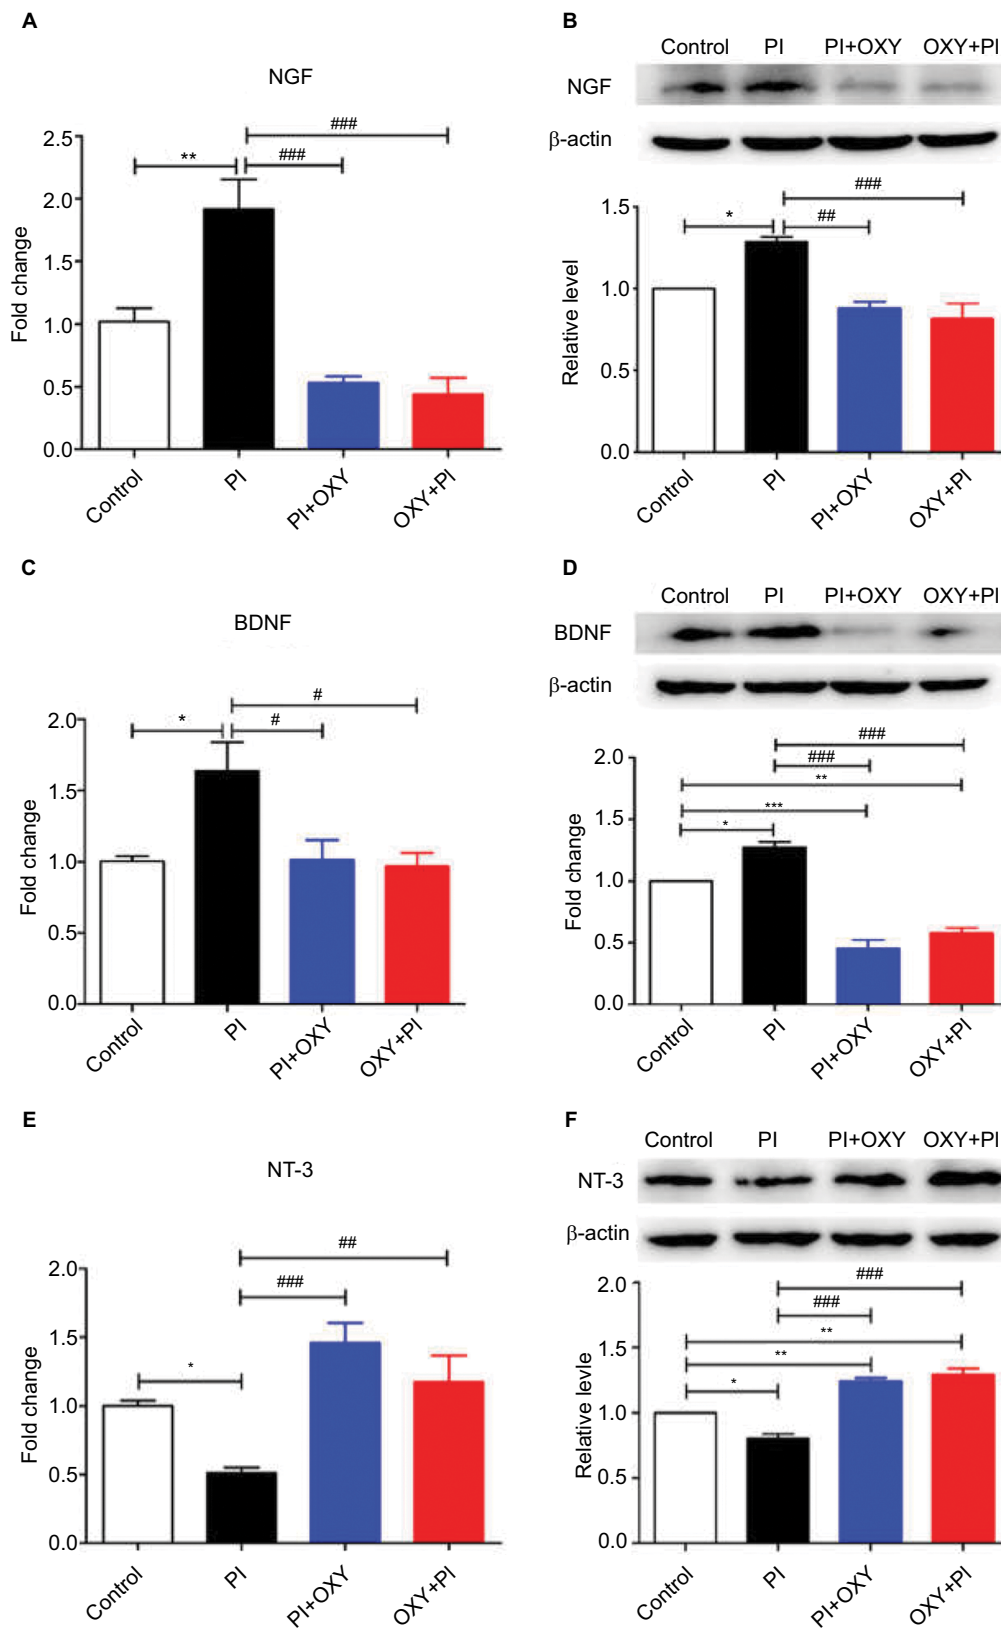 A
NGF
###
** ###
2.5
2.0
1.5
1.0
0.5
0.0
Fold change
Control
PI
PI+OXY
OXY+PI
B
Control PI PI+OXY OXY+PI
NGF
β-actin
###
* ##
1.5
1.0
0.5
0.0
Relative level
Control
PI
PI+OXY
OXY+PI
C
BDNF
#
* #
2.0
1.5
1.0
0.5
0.0
Fold change
Control
PI
PI+OXY
OXY+PI
D
Control PI PI+OXY OXY+PI
BDNF
β-actin
###
###
**
***
*
2.0
1.5
1.0
0.5
0.0
Fold change
Control
PI
PI+OXY
OXY+PI
E
NT-3
##
###
*
2.0
1.5
1.0
0.5
0.0
Fold change
Control
PI
PI+OXY
OXY+PI
F
Control PI PI+OXY OXY+PI
NT-3
β-actin
###
###
**
**
*
2.0
1.5
1.0
0.5
0.0
Relative levle
Control
PI
PI+OXY
OXY+PI